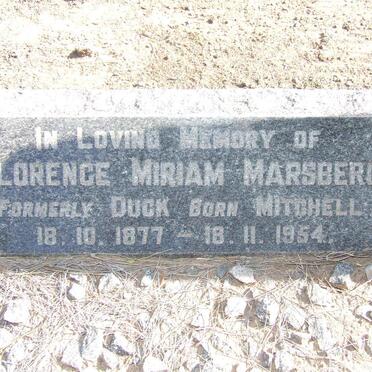 IN LOVING MEMORY OF
LORENCE MIRIAM MARSBERG
FORMERLY DUCK BORN MITCHELL
18.10.1877 – 18.11.1954.